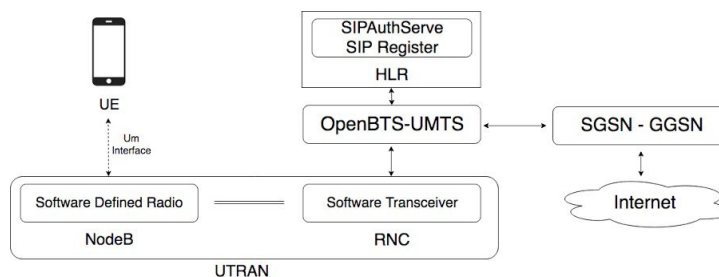 SIPAuthServe
SIP Register
HLR
UE
OpenBTS-UMTS
SGSN - GGSN
Um
Interface
Software Defined Radio
Software Transceiver
Internet
NodeB
RNC
UTRAN